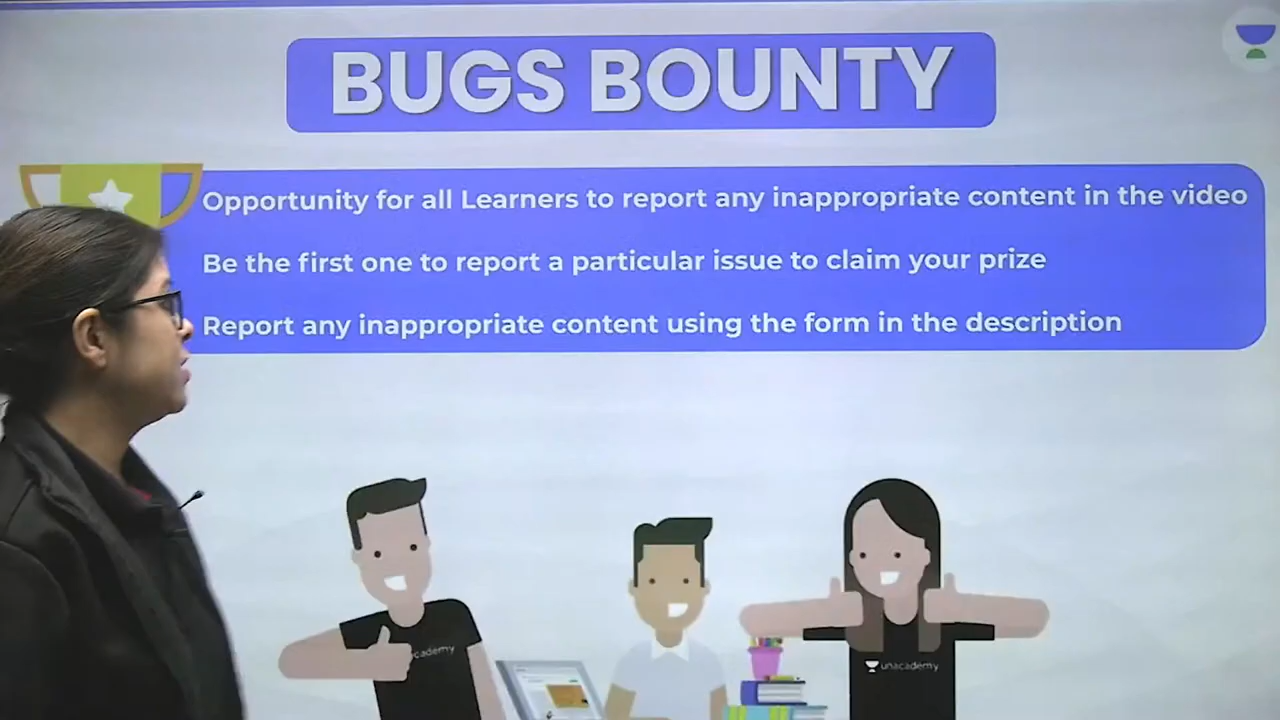 BUGS BOUNTY
Opportunity for all Learners to report any inappropriate content in the video
Be the first one to report a particular issue to claim your prize
Report any inappropriate content using the form in the description
cademy
unacademy